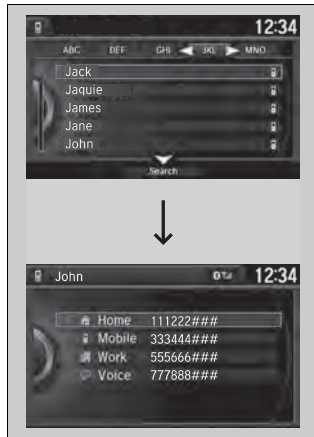 12:34
ABC DEF GHI JKL MNO
Jack
Jaquie
James
Jane
John
Search
John 12:34
Home 111222###
Mobile 333444###
Work 555666###
Voice 777888###